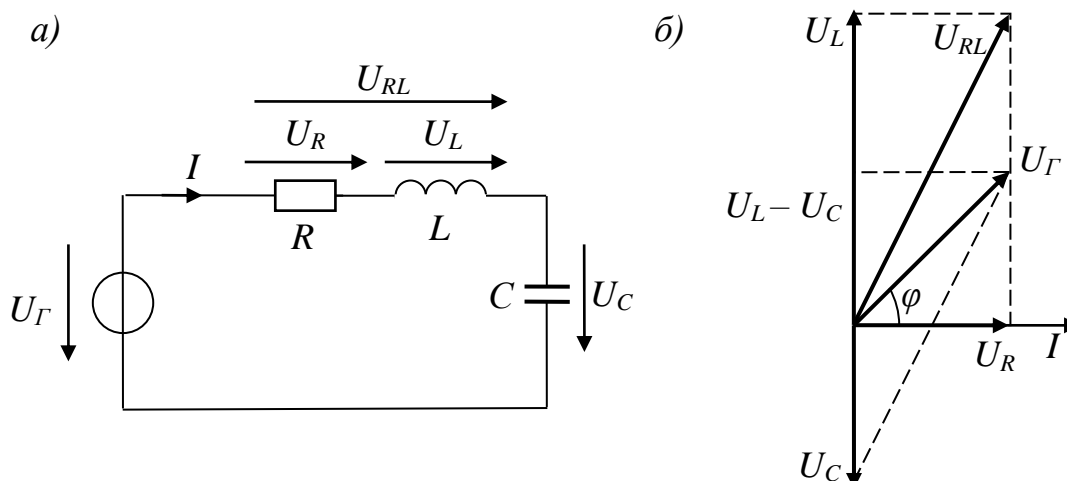 а)
U_RL
U_R U_L
I
R L
U_Г
C U_C
б)
U_L U_RL
U_Г
U_L – U_C
φ
U_R I
U_C